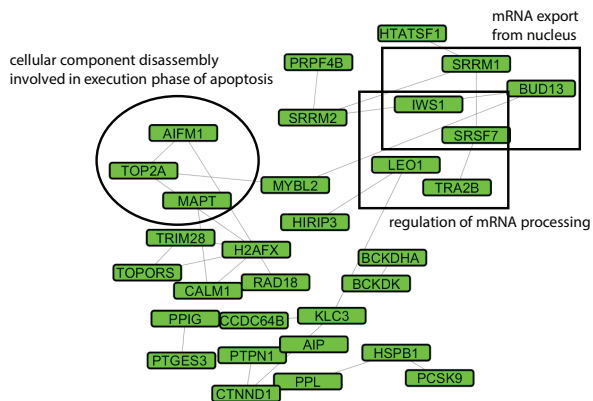 mRNA export
from nucleus
HTATSF1
cellular component disassembly
involved in execution phase of apoptosis
PRPF4B
SRRM1
BUD13
IWS1
SRRM2
AIFM1
SRSF7
LEO1
TOP2A
MYBL2
TRA2B
MAPT
HIRIP3
regulation of mRNA processing
TRIM28
H2AFX
BCKDHA
TOPORS
RAD18
BCKDK
CALM1
PPIG
CCDC64B
KLC3
AIP
HSPB1
PTGES3
PTPN1
PPL
PCSK9
CTNND1